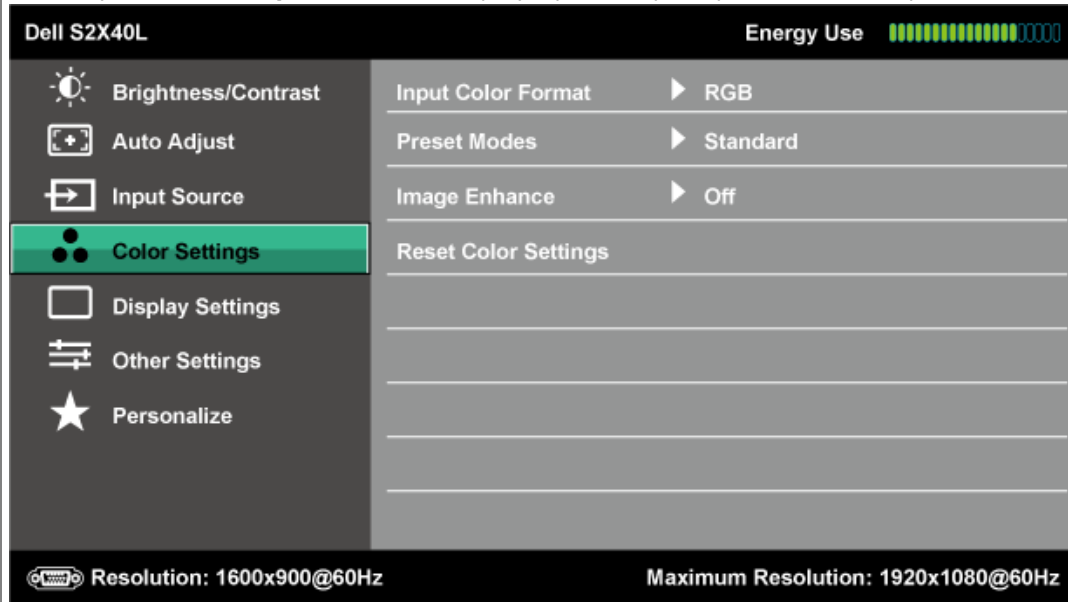 Dell S2X40L Energy Use
Brightness/Contrast
Auto Adjust
Input Source
Color Settings
Display Settings
Other Settings
Personalize
Input Color Format RGB
Preset Modes Standard
Image Enhance Off
Reset Color Settings
Resolution: 1600x900@60Hz Maximum Resolution: 1920x1080@60Hz